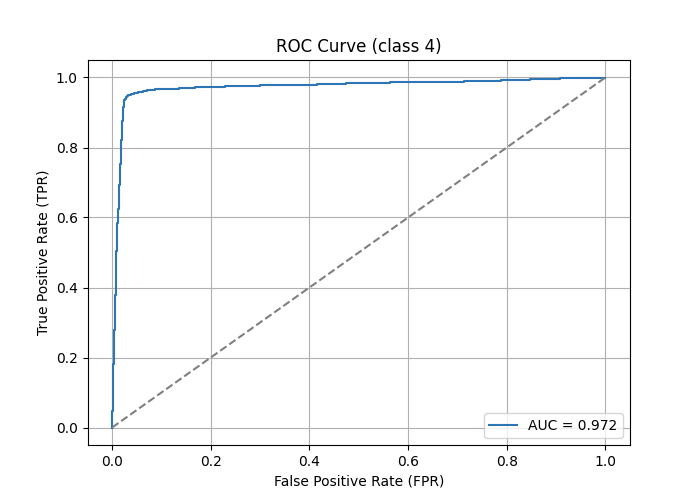 ROC Curve (class 4)
True Positive Rate (TPR)
1.0
0.8
0.6
0.4
0.2
0.0
0.0 0.2 0.4 0.6 0.8 1.0
False Positive Rate (FPR)
AUC = 0.972